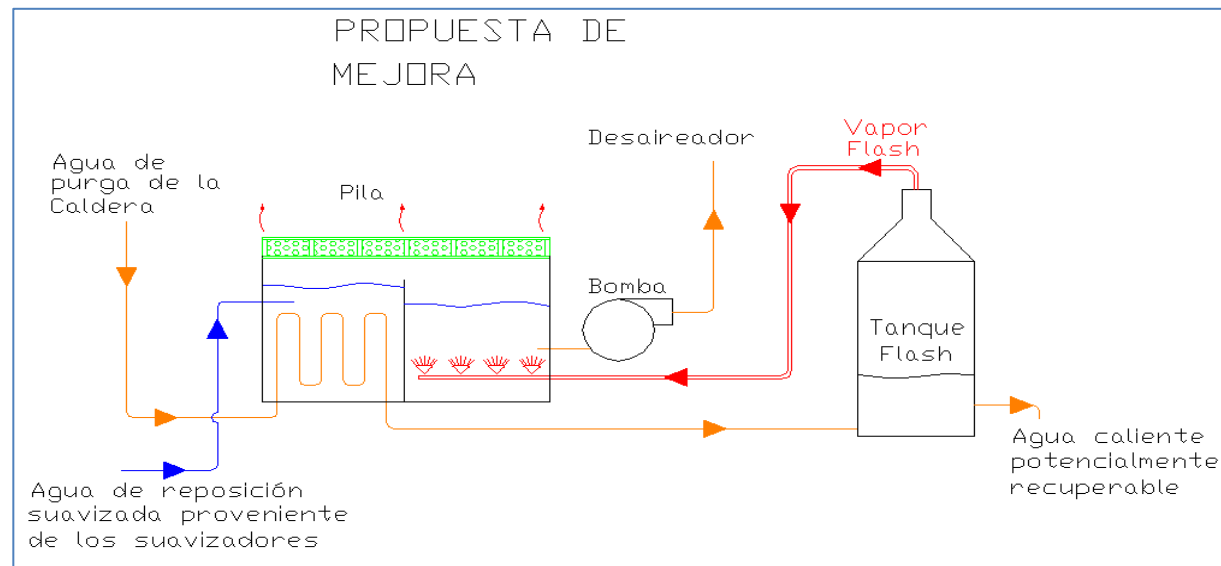 PROPUESTA DE
MEJORA
Desaireador
Vapor
Flash
Agua de
purga de la
Caldera
Pila
Bomba
Tanque
Flash
Agua caliente
potencialmente
recuperable
Agua de reposición
suavizada proveniente
de los suavizadores